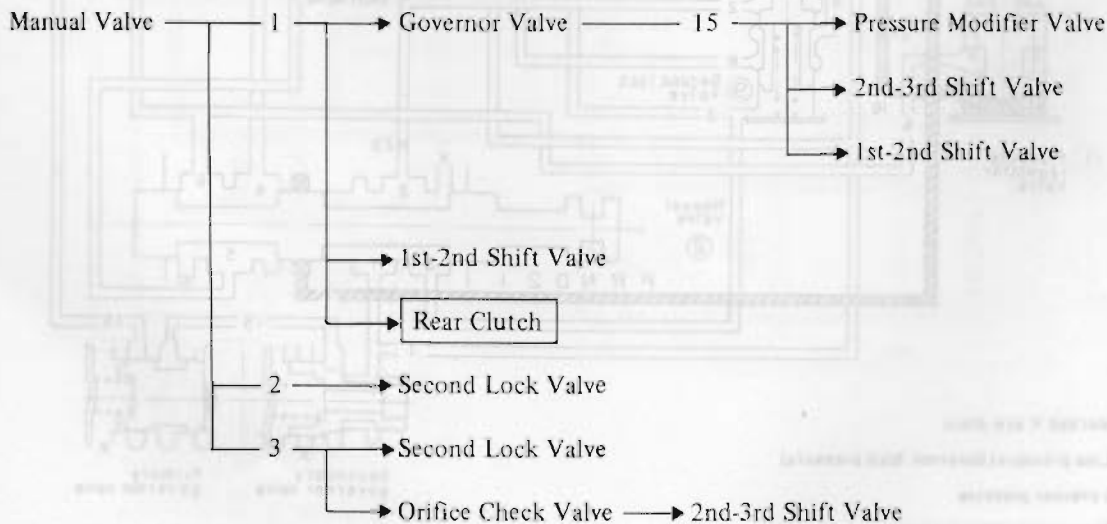 Manual Valve 1 Governor Valve 15 Pressure Modifier Valve
2nd-3rd Shift Valve
1st-2nd Shift Valve
1st-2nd Shift Valve
Rear Clutch
2 Second Lock Valve
3 Second Lock Valve
Orifice Check Valve 2nd-3rd Shift Valve